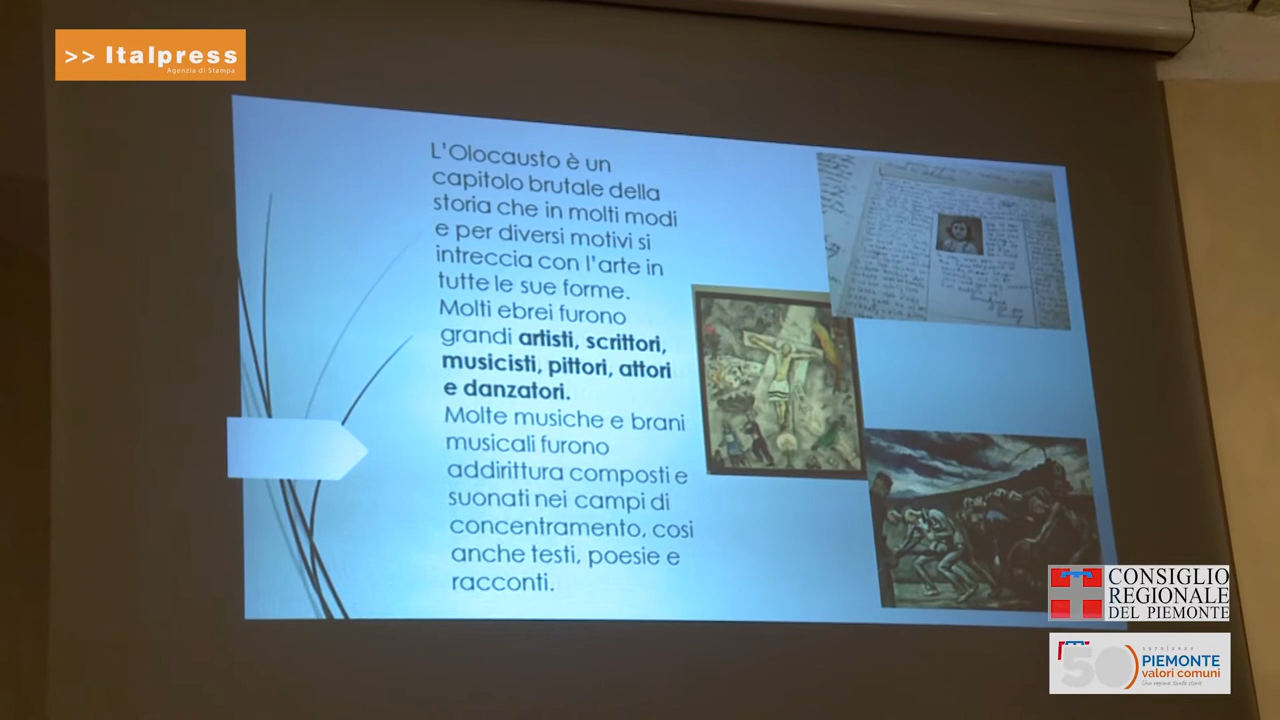 >> Italpress
Agenzia di Stampa
L'Olocausto è un
capitolo brutale della
storia che in molti modi
e per diversi motivi si
intreccia con l'arte in
tutte le sue forme.
Molti ebrei furono
grandi artisti, scrittori,
musicisti, pittori, attori
e danzatori.
Molte musiche e brani
musicali furono
addirittura composti e
suonati nei campi di
concentramento, cosi
anche testi, poesie e
racconti.
CONSIGLIO
REGIONALE
DEL PIEMONTE
1970|2020
50
PIEMONTE
valori comuni